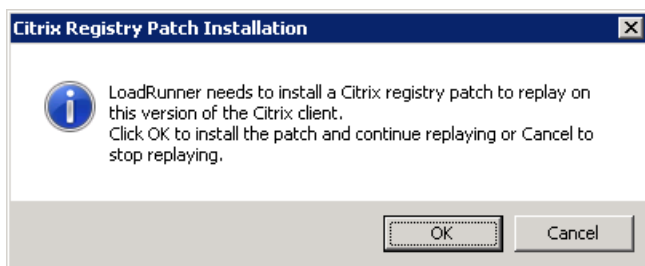 Citrix Registry Patch Installation
LoadRunner needs to install a Citrix registry patch to replay on
this version of the Citrix client.
Click OK to install the patch and continue replaying or Cancel to
stop replaying.
OK
Cancel